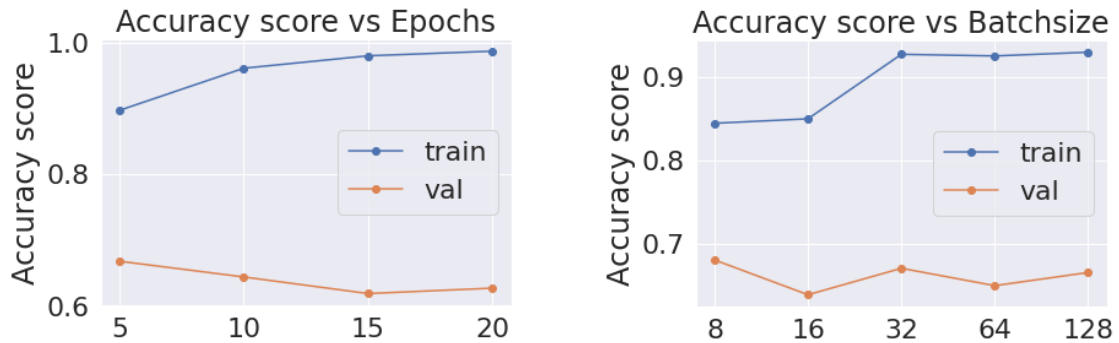 Accuracy score vs Epochs
Accuracy score
1.0
0.8
0.6
train
val
5 10 15 20
Accuracy score vs Batchsize
Accuracy score
0.9
0.8
0.7
train
val
8 16 32 64 128